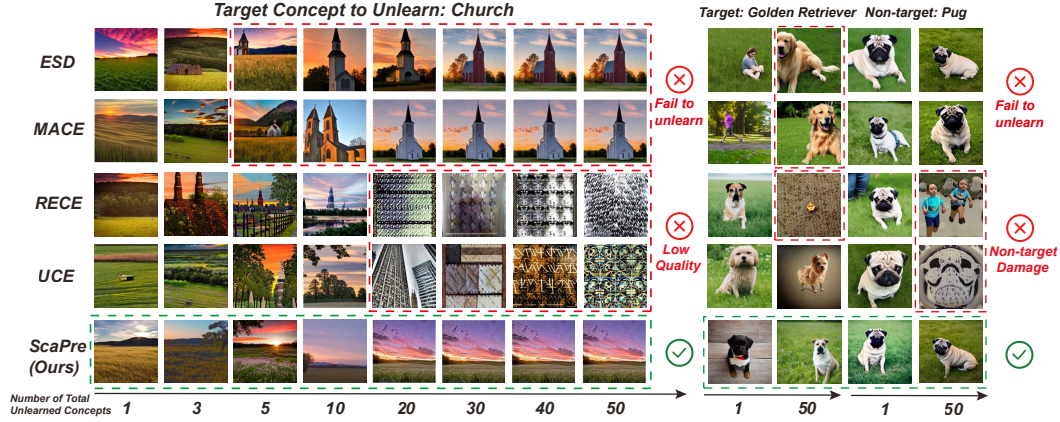 Target Concept to Unlearn: Church
Target: Golden Retriever Non-target: Pug
ESD
MACE
RECE
UCE
ScaPre
(Ours)
Fail to
unlearn
Low
Quality
Fail to
unlearn
Non-target
Damage
Number of Total
Unlearned Concepts
1 3 5 10 20 30 40 50
1 50 1 50